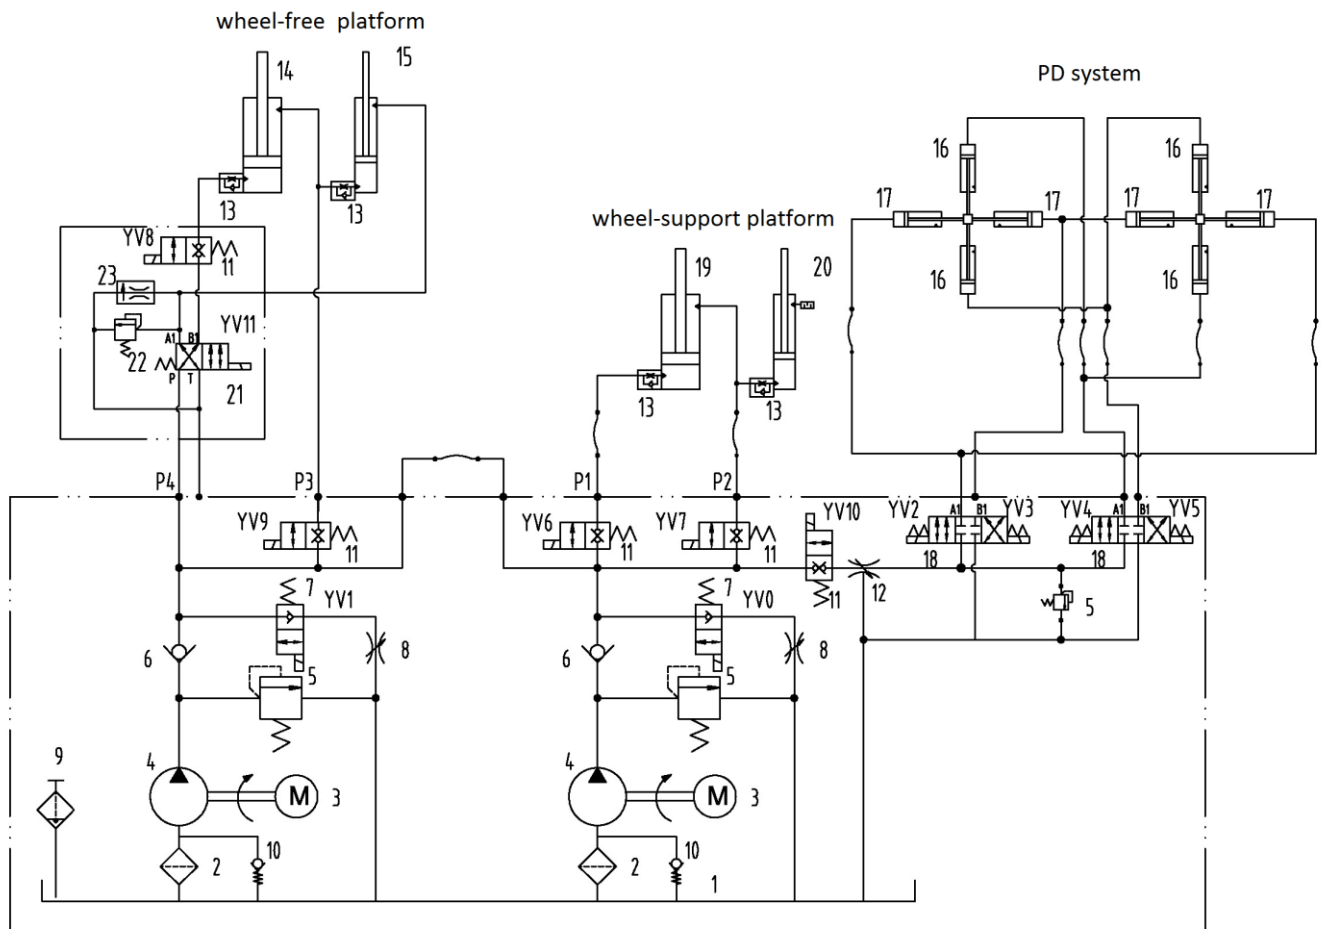 wheel-free platform
14
15
PD system
16
16
17
17
17
17
13
13
wheel-support platform
YV8
11
19
20
16
16
23
YV11
A1 B1
22
P T
21
13
13
P4
P3
P1
P2
YV9
11
YV6
11
YV7
11
YV10
YV2
A1 B1
YV3
YV4
A1 B1
YV5
18
18
11
12
7
YV1
7
YV0
5
6
8
6
8
5
5
9
4
M
3
4
M
3
2
10
2
10
1